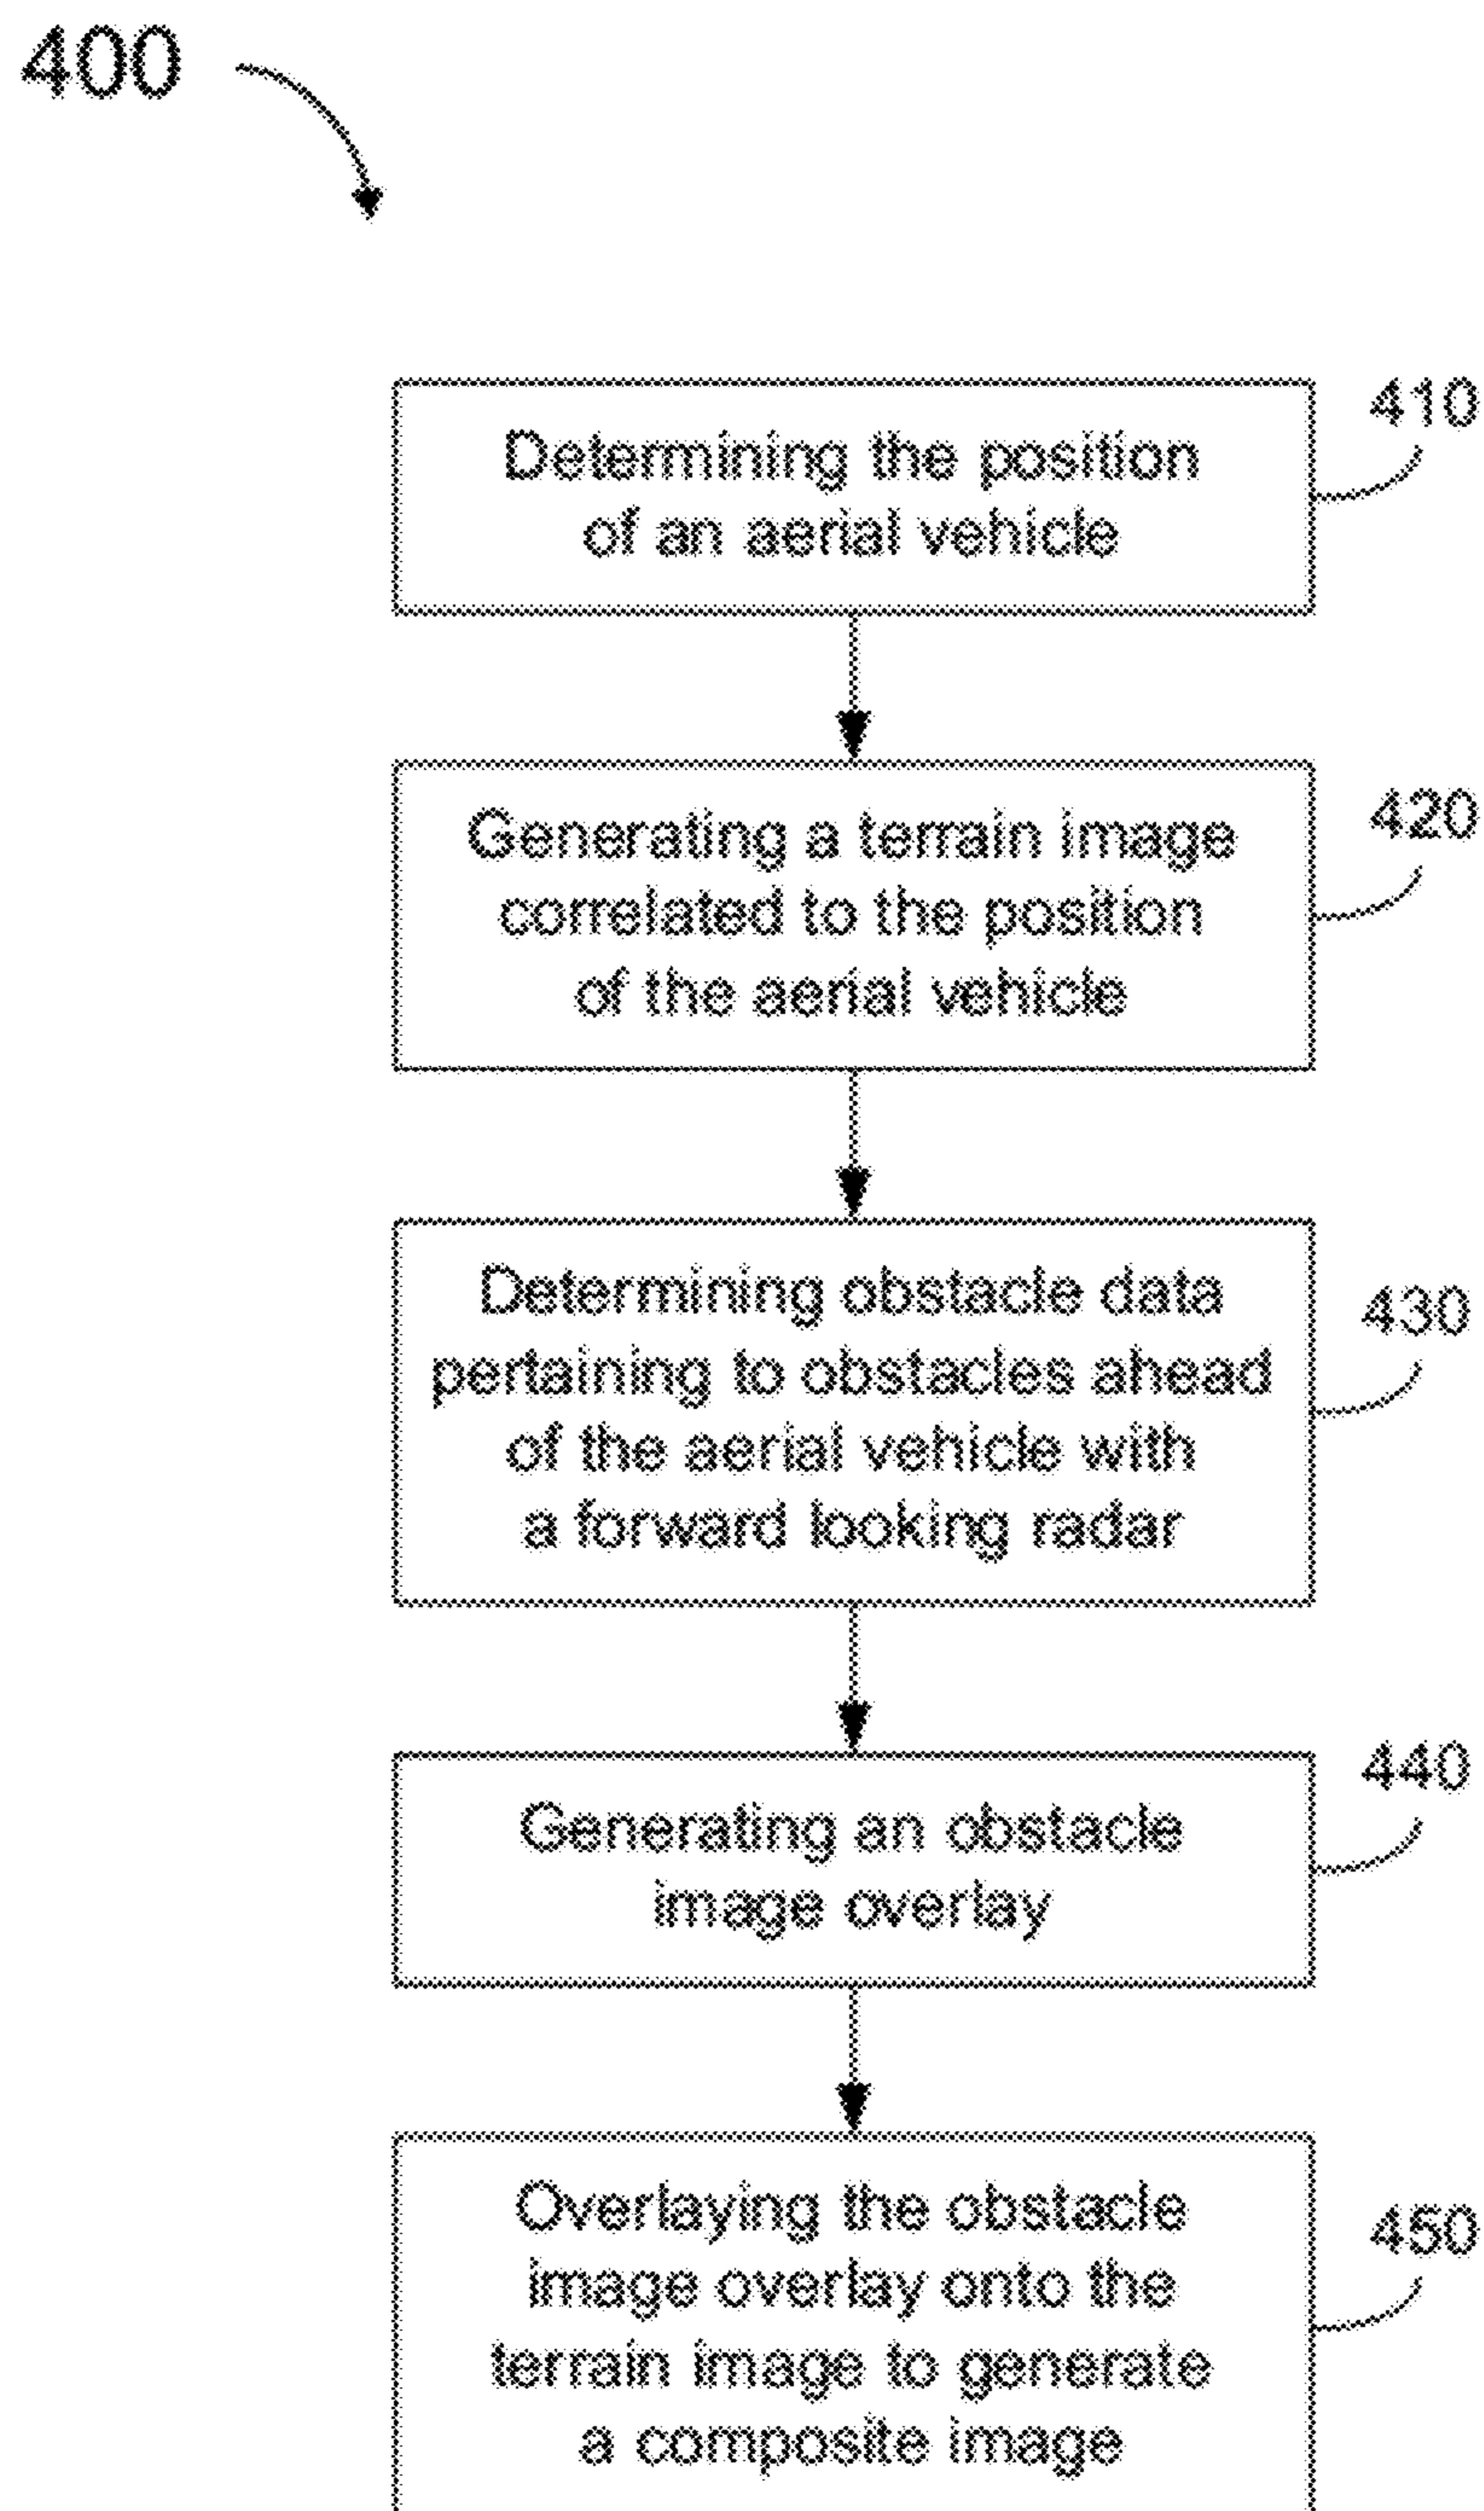 400
410
Determining the position
of an aerial vehicle
420
Generating a terrain image
correlated to the position
of the aerial vehicle
430
Determining obstacle data
pertaining to obstacles ahead
of the aerial vehicle with
a forward looking radar
440
Generating an obstacle
image overlay
450
Overlaying the obstacle
image overlay onto the
terrain image to generate
a composite image